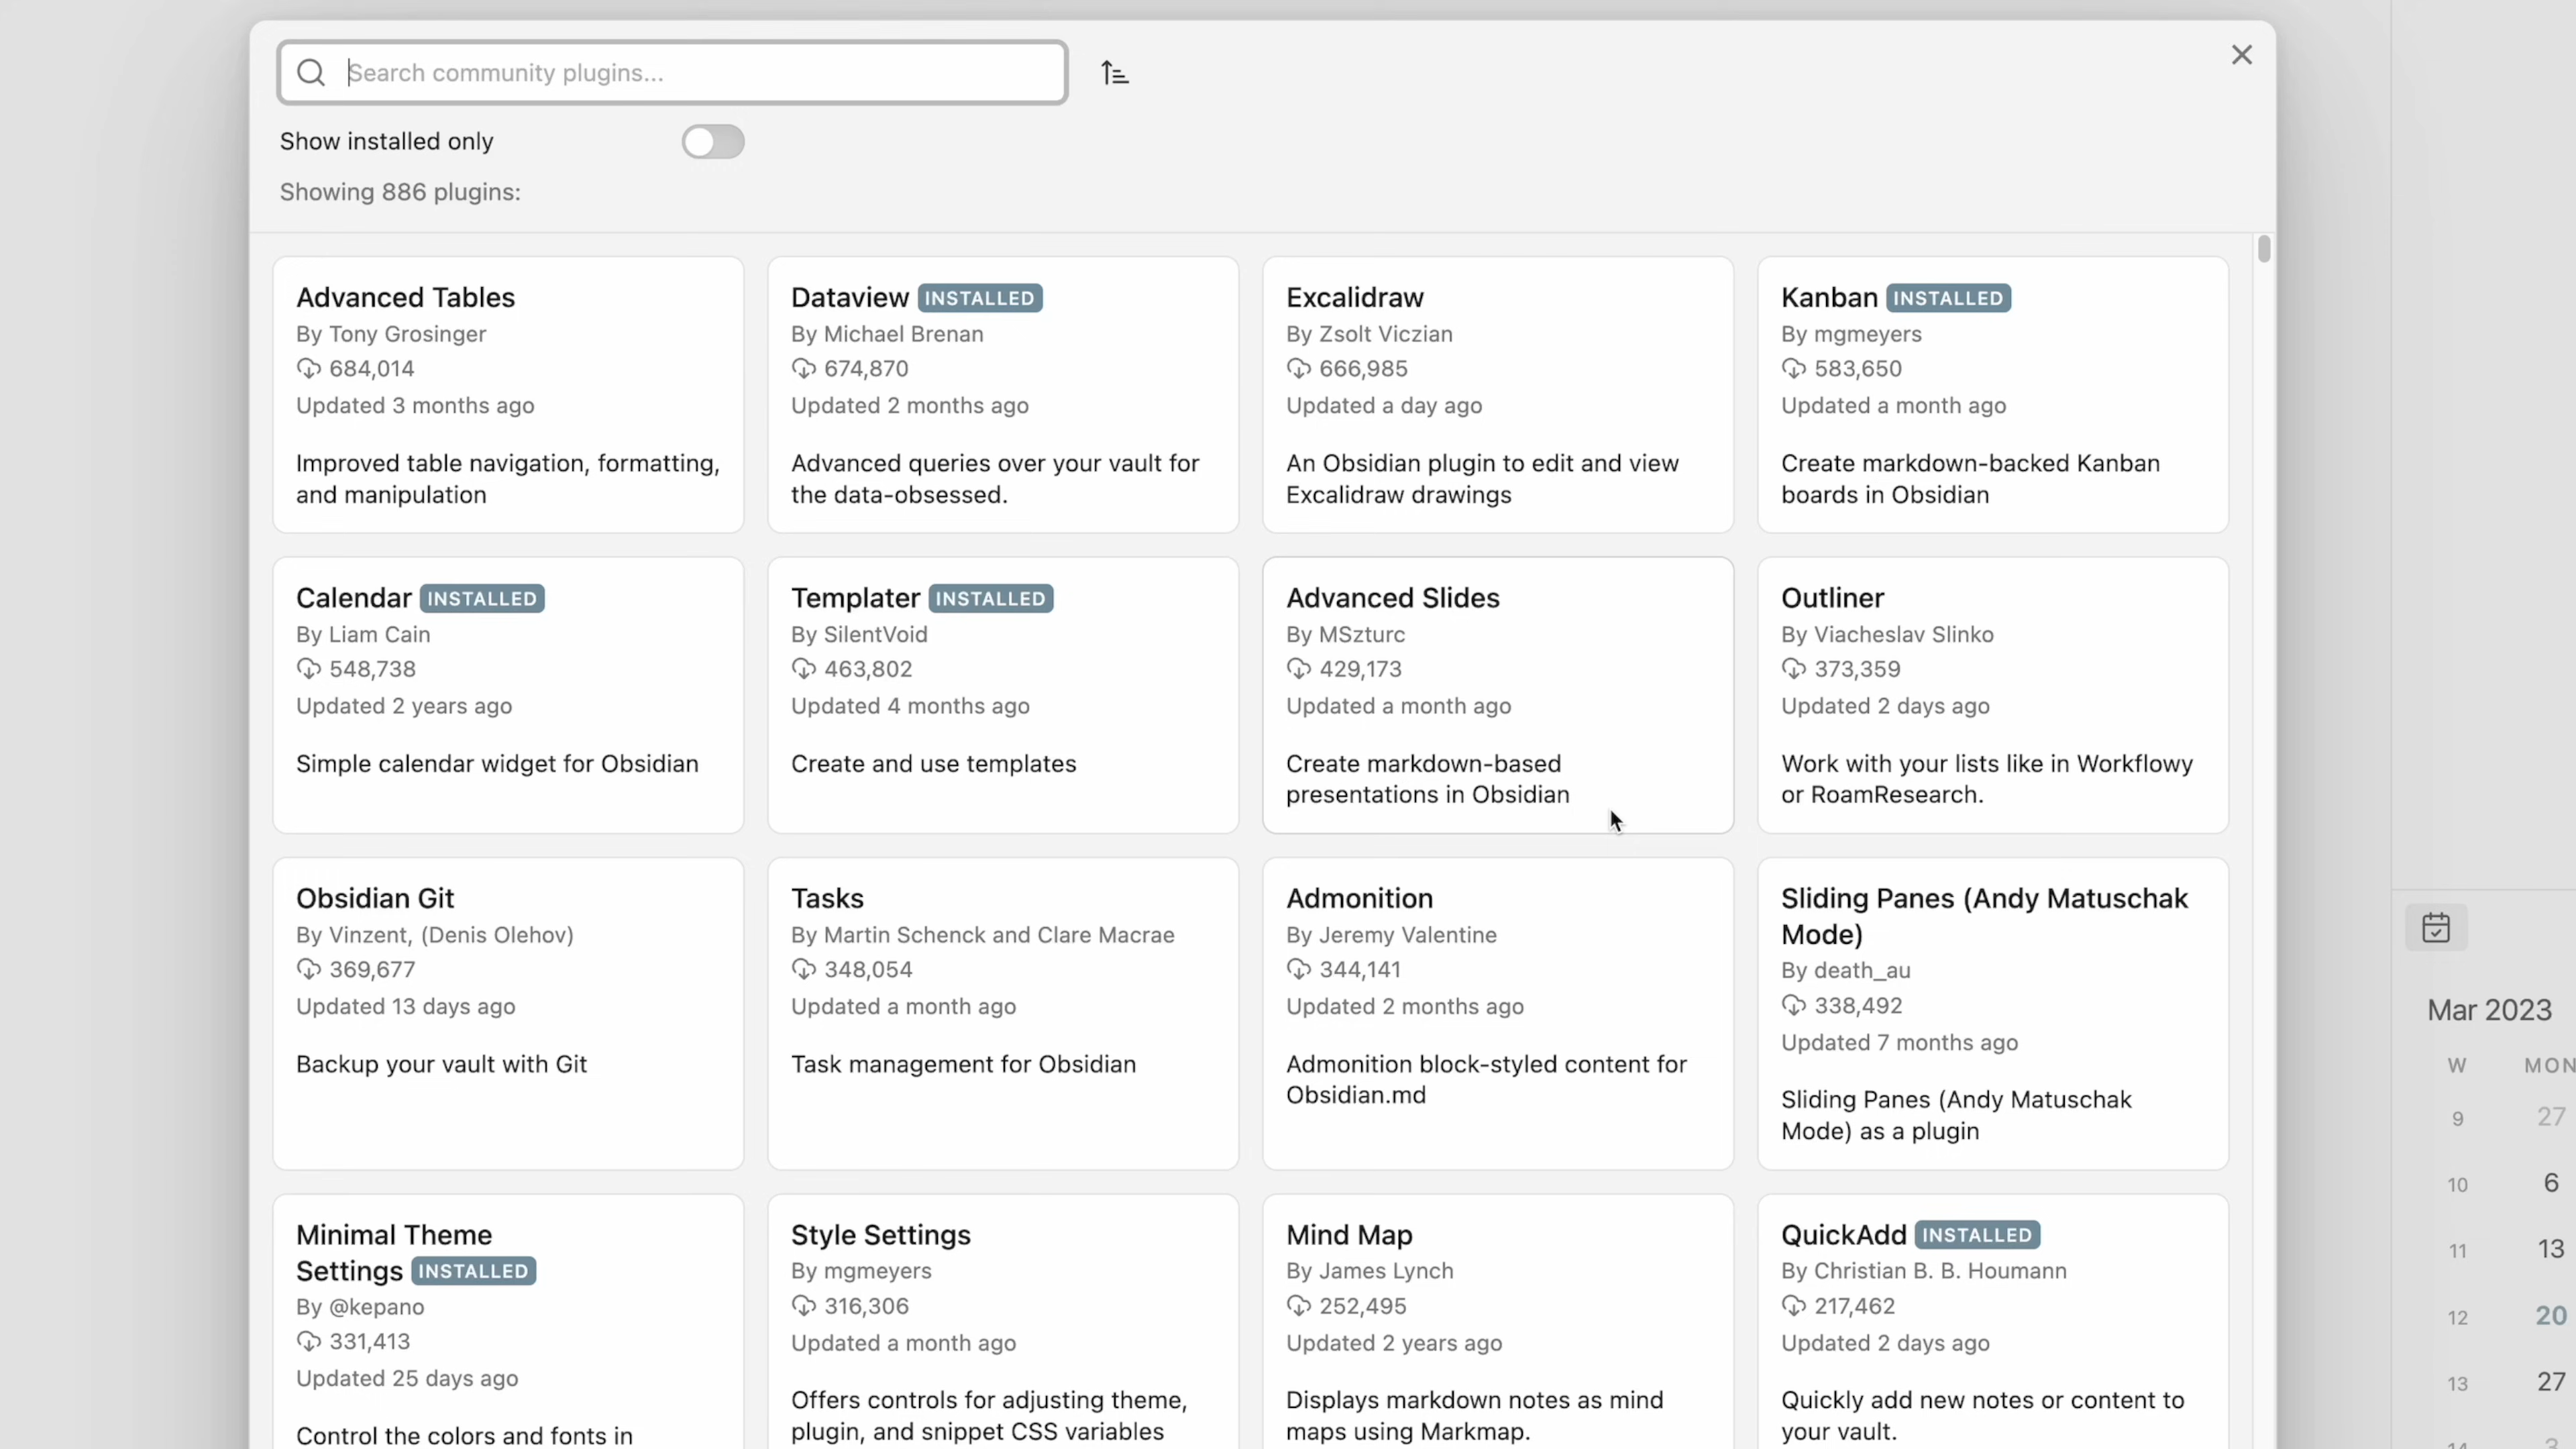 Search community plugins...
Show installed only
Showing 886 plugins:
Advanced Tables
By Tony Grosinger
684,014
Updated 3 months ago
Improved table navigation, formatting,
and manipulation
Dataview INSTALLED
By Michael Brenan
674,870
Updated 2 months ago
Advanced queries over your vault for
the data-obsessed.
Excalidraw
By Zsolt Viczian
666,985
Updated a day ago
An Obsidian plugin to edit and view
Excalidraw drawings
Kanban INSTALLED
By mgmeyers
583,650
Updated a month ago
Create markdown-backed Kanban
boards in Obsidian
Calendar INSTALLED
By Liam Cain
548,738
Updated 2 years ago
Simple calendar widget for Obsidian
Templater INSTALLED
By SilentVoid
463,802
Updated 4 months ago
Create and use templates
Advanced Slides
By MSzturc
429,173
Updated a month ago
Create markdown-based
presentations in Obsidian
Outliner
By Viacheslav Slinko
373,359
Updated 2 days ago
Work with your lists like in Workflowy
or RoamResearch.
Obsidian Git
By Vinzent, (Denis Olehov)
369,677
Updated 13 days ago
Backup your vault with Git
Tasks
By Martin Schenck and Clare Macrae
348,054
Updated a month ago
Task management for Obsidian
Admonition
By Jeremy Valentine
344,141
Updated 2 months ago
Admonition block-styled content for
Obsidian.md
Sliding Panes (Andy Matuschak
Mode)
By death_au
338,492
Updated 7 months ago
Sliding Panes (Andy Matuschak
Mode) as a plugin
Minimal Theme
Settings INSTALLED
By @kepano
331,413
Updated 25 days ago
Control the colors and fonts in
Style Settings
By mgmeyers
316,306
Updated a month ago
Offers controls for adjusting theme,
plugin, and snippet CSS variables
Mind Map
By James Lynch
252,495
Updated 2 years ago
Displays markdown notes as mind
maps using Markmap.
QuickAdd INSTALLED
By Christian B. B. Houmann
217,462
Updated 2 days ago
Quickly add new notes or content to
your vault.
Mar 2023
W MON
9 27
10 6
11 13
12 20
13 27